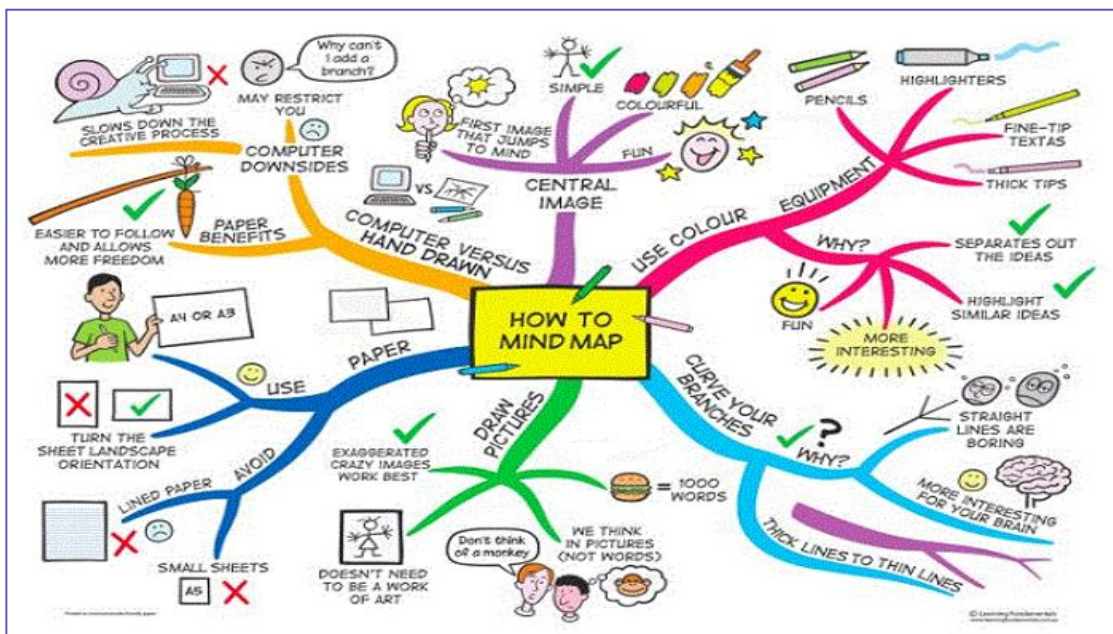 HOW TO
MIND MAP
CENTRAL
IMAGE
FIRST IMAGE
THAT JUMPS
TO MIND
SIMPLE
COLOURFUL
FUN
USE COLOUR
EQUIPMENT
PENCILS
HIGHLIGHTERS
FINE-TIP
TEXTAS
THICK TIPS
WHY?
SEPARATES OUT
THE IDEAS
HIGHLIGHT
SIMILAR IDEAS
MORE
INTERESTING
FUN
CURVE YOUR
BRANCHES
?
WHY?
STRAIGHT
LINES ARE
BORING
MORE INTERESTING
FOR YOUR BRAIN
THICK LINES TO THIN LINES
DRAW
PICTURES
= 1000
WORDS
WE THINK
IN PICTURES
(NOT WORDS)
Don't think
of a monkey
DOESN'T NEED
TO BE A WORK
OF ART
EXAGGERATED
CRAZY IMAGES
WORK BEST
PAPER
USE
A4 OR A3
TURN THE
SHEET LANDSCAPE
ORIENTATION
AVOID
LINED PAPER
SMALL SHEETS
A5
COMPUTER VERSUS
HAND DRAWN
VS
PAPER
BENEFITS
EASIER TO FOLLOW
AND ALLOWS
MORE FREEDOM
COMPUTER
DOWNSIDES
SLOWS DOWN THE
CREATIVE PROCESS
MAY RESTRICT
YOU
Why can't
I add a
branch?
© Learning Fundamentals